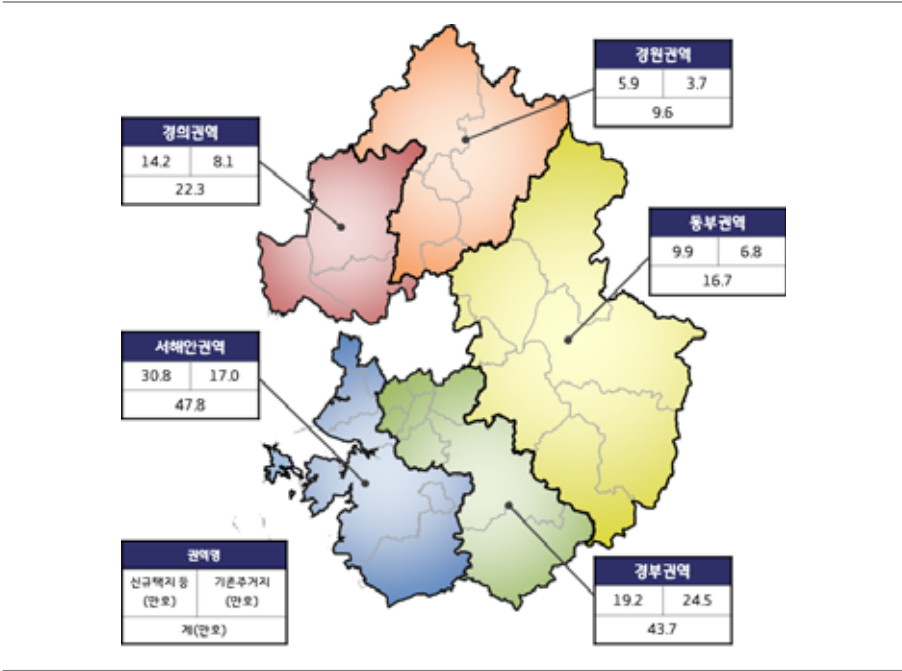 경원권역
5.9 3.7
9.6
경의권역
14.2 8.1
22.3
동부권역
9.9 6.8
16.7
서해안권역
30.8 17.0
47.8
권역명
신규택지 등 기존주거지
(만호) (만호)
계(만호)
경부권역
19.2 24.5
43.7